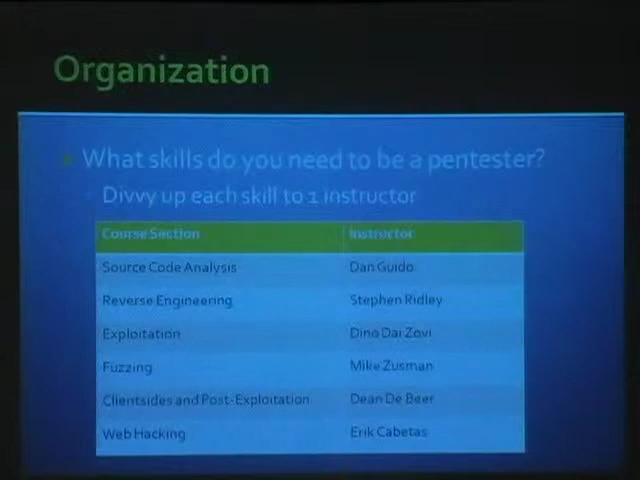 Organization
What skills do you need to be a pentester?
Divvy up each skill to 1 instructor
Course Section Instructor
Source Code Analysis Dan Guido
Reverse Engineering Stephen Ridley
Exploitation Dino Dai Zovi
Fuzzing Mike Zusman
Clientsides and Post-Exploitation Dean De Beer
Web Hacking Erik Cabetas